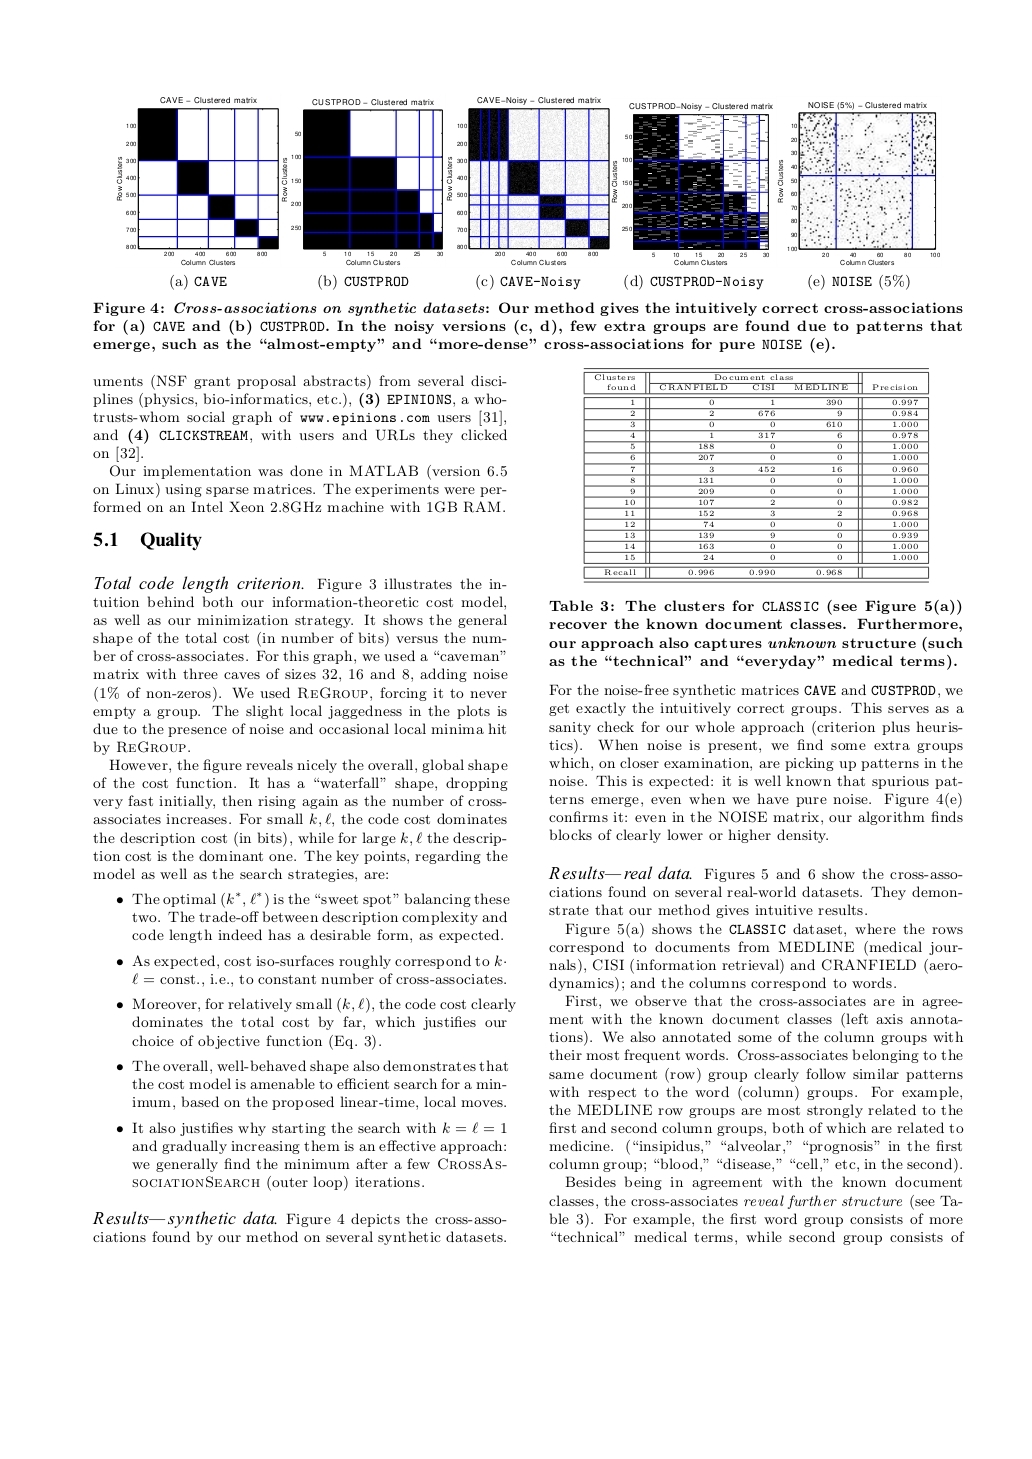 CAVE − Clustered matrix
CUSTPROD − Clustered matrix
CAVE−Noisy − Clustered matrix
CUSTPROD−Noisy − Clustered matrix
NOISE (5%) − Clustered matrix
Row Clusters
100
200
300
400
500
600
700
800
200 400 600 800
Column Clusters
Row Clusters
50
100
150
200
250
5 10 15 20 25 30
Column Clusters
Row Clusters
100
200
300
400
500
600
700
800
200 400 600 800
Column Clusters
Row Clusters
50
100
150
200
250
5 10 15 20 25 30
Column Clusters
Row Clusters
10
20
30
40
50
60
70
80
90
100
20 40 60 80 100
Column Clusters
(a) CAVE
(b) CUSTPROD
(c) CAVE-Noisy
(d) CUSTPROD-Noisy
(e) NOISE (5%)
Figure 4: Cross-associations on synthetic datasets: Our method gives the intuitively correct cross-associations
for (a) CAVE and (b) CUSTPROD. In the noisy versions (c, d), few extra groups are found due to patterns that
emerge, such as the “almost-empty” and “more-dense” cross-associations for pure NOISE (e).
uments (NSF grant proposal abstracts) from several disci-
plines (physics, bio-informatics, etc.), (3) EPINIONS, a who-
trusts-whom social graph of www.epinions.com users [31],
and (4) CLICKSTREAM, with users and URLs they clicked
on [32].
Our implementation was done in MATLAB (version 6.5
on Linux) using sparse matrices. The experiments were per-
formed on an Intel Xeon 2.8GHz machine with 1GB RAM.
5.1 Quality
Total code length criterion. Figure 3 illustrates the in-
tuition behind both our information-theoretic cost model,
as well as our minimization strategy. It shows the general
shape of the total cost (in number of bits) versus the num-
ber of cross-associates. For this graph, we used a “caveman”
matrix with three caves of sizes 32, 16 and 8, adding noise
(1% of non-zeros). We used REGROUP, forcing it to never
empty a group. The slight local jaggedness in the plots is
due to the presence of noise and occasional local minima hit
by REGROUP.
However, the figure reveals nicely the overall, global shape
of the cost function. It has a “waterfall” shape, dropping
very fast initially, then rising again as the number of cross-
associates increases. For small k, ℓ, the code cost dominates
the description cost (in bits), while for large k, ℓ the descrip-
tion cost is the dominant one. The key points, regarding the
model as well as the search strategies, are:
• The optimal (k*, ℓ*) is the “sweet spot” balancing these
two. The trade-off between description complexity and
code length indeed has a desirable form, as expected.
• As expected, cost iso-surfaces roughly correspond to k·
ℓ = const., i.e., to constant number of cross-associates.
• Moreover, for relatively small (k, ℓ), the code cost clearly
dominates the total cost by far, which justifies our
choice of objective function (Eq. 3).
• The overall, well-behaved shape also demonstrates that
the cost model is amenable to efficient search for a min-
imum, based on the proposed linear-time, local moves.
• It also justifies why starting the search with k = ℓ = 1
and gradually increasing them is an effective approach:
we generally find the minimum after a few CROSSAS-
SOCIATIONSEARCH (outer loop) iterations.
Results—synthetic data. Figure 4 depicts the cross-asso-
ciations found by our method on several synthetic datasets.
Clusters Document class
found CRANFIELD CISI MEDLINE Precision
1 0 1 390 0.997
2 2 676 9 0.984
3 0 0 610 1.000
4 1 317 6 0.978
5 188 0 0 1.000
6 207 0 0 1.000
7 3 452 16 0.960
8 131 0 0 1.000
9 209 0 0 1.000
10 107 2 0 0.982
11 152 3 2 0.968
12 74 0 0 1.000
13 139 9 0 0.939
14 163 0 0 1.000
15 24 0 0 1.000
Recall 0.996 0.990 0.968
Table 3: The clusters for CLASSIC (see Figure 5(a))
recover the known document classes. Furthermore,
our approach also captures unknown structure (such
as the “technical” and “everyday” medical terms).
For the noise-free synthetic matrices CAVE and CUSTPROD, we
get exactly the intuitively correct groups. This serves as a
sanity check for our whole approach (criterion plus heuris-
tics). When noise is present, we find some extra groups
which, on closer examination, are picking up patterns in the
noise. This is expected: it is well known that spurious pat-
terns emerge, even when we have pure noise. Figure 4(e)
confirms it: even in the NOISE matrix, our algorithm finds
blocks of clearly lower or higher density.
Results—real data. Figures 5 and 6 show the cross-asso-
ciations found on several real-world datasets. They demon-
strate that our method gives intuitive results.
Figure 5(a) shows the CLASSIC dataset, where the rows
correspond to documents from MEDLINE (medical jour-
nals), CISI (information retrieval) and CRANFIELD (aero-
dynamics); and the columns correspond to words.
First, we observe that the cross-associates are in agree-
ment with the known document classes (left axis annota-
tions). We also annotated some of the column groups with
their most frequent words. Cross-associates belonging to the
same document (row) group clearly follow similar patterns
with respect to the word (column) groups. For example,
the MEDLINE row groups are most strongly related to the
first and second column groups, both of which are related to
medicine. (“insipidus,” “alveolar,” “prognosis” in the first
column group; “blood,” “disease,” “cell,” etc, in the second).
Besides being in agreement with the known document
classes, the cross-associates reveal further structure (see Ta-
ble 3). For example, the first word group consists of more
“technical” medical terms, while second group consists of